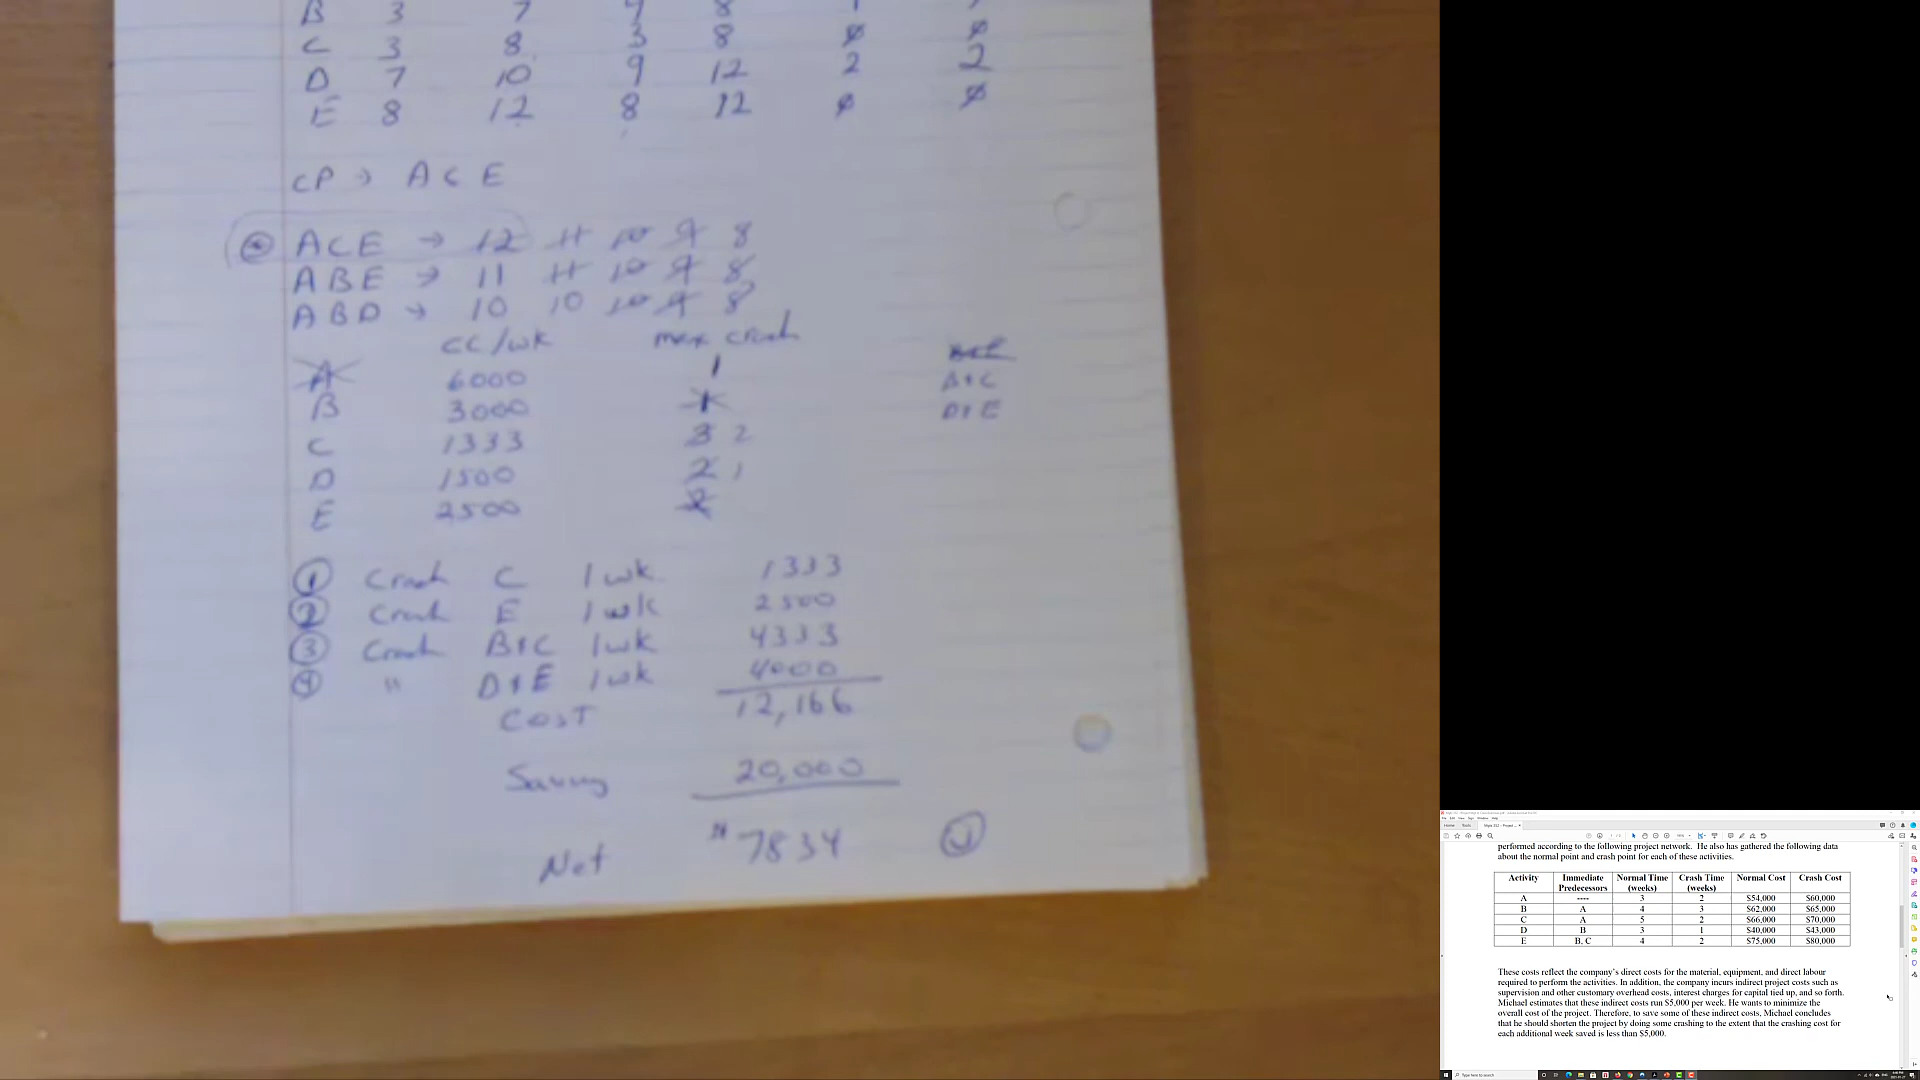 B 3 7 4 8 1
C 3 8 3 8 ∅ ∅
D 7 10 9 12 2 2
E 8 12 8 12 ∅ ∅
CP → A C E
ACE → 12 11 10 9 8
ABE → 11 11 10 9 8
ABD → 10 10 10 9 8
CC/wk max crash
A 6000 1
B 3000 1 B+C
C 1333 3 2 D+E
D 1500 2 1
E 2500 2
① Crash C 1wk 1333
② Crash E 1wk 2500
③ Crash B+C 1wk 4333
④ " D+E 1wk 4000
COST 12,166
Saving 20,000
Net $7834
performed according to the following project network. He also has gathered the following data
about the normal point and crash point for each of these activities.
Activity Immediate Predecessors Normal Time (weeks) Crash Time (weeks) Normal Cost Crash Cost
A ---- 3 2 $54,000 $60,000
B A 4 3 $62,000 $65,000
C A 5 2 $66,000 $70,000
D B 3 1 $40,000 $43,000
E B, C 4 2 $75,000 $80,000
These costs reflect the company's direct costs for the material, equipment, and direct labour
required to perform the activities. In addition, the company incurs indirect project costs such as
supervision and other customary overhead costs, interest charges for capital tied up, and so forth.
Michael estimates that these indirect costs run $5,000 per week. He wants to minimize the
overall cost of the project. Therefore, to save some of these indirect costs, Michael concludes
that he should shorten the project by doing some crashing to the extent that the crashing cost for
each additional week saved is less than $5,000.
Type here to search